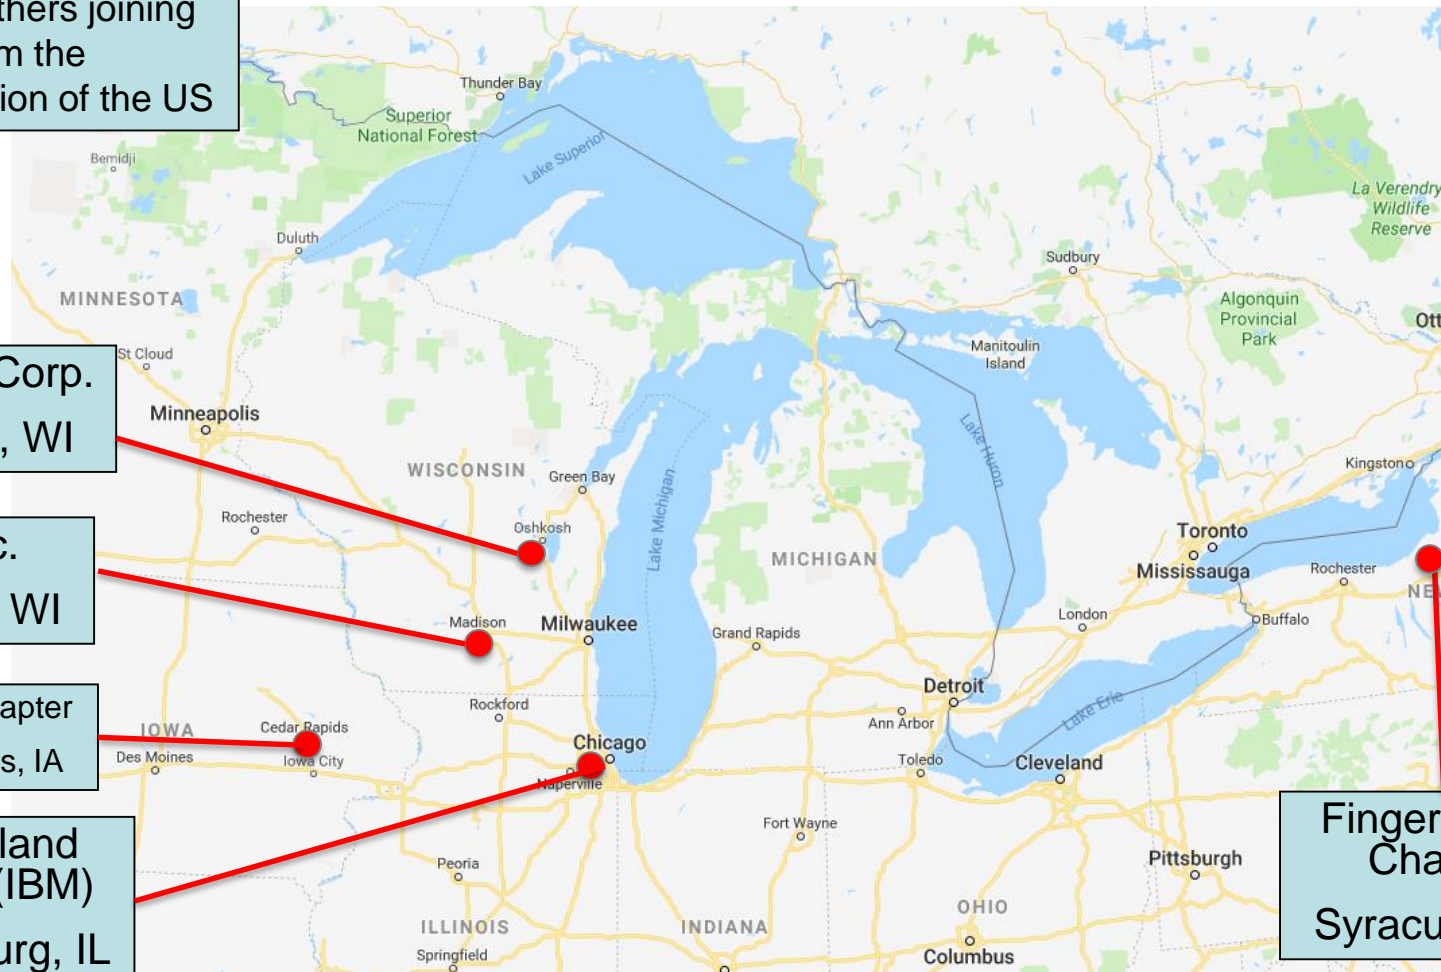 thers joining
m the
tion of the US
Corp.
, WI
c.
WI
apter
s, IA
land
(IBM)
urg, IL
Finger
Cha
Syracu
Thunder Bay
Superior
National Forest
Bemidji
Lake Superior
Duluth
MINNESOTA
St Cloud
Minneapolis
Rochester
WISCONSIN
Green Bay
Oshkosh
Lake Michigan
Madison
Milwaukee
Rockford
IOWA
Cedar Rapids
Des Moines
Iowa City
Chicago
Naperville
Peoria
ILLINOIS
Springfield
INDIANA
Fort Wayne
MICHIGAN
Grand Rapids
Detroit
Ann Arbor
Toledo
Lake Erie
Cleveland
OHIO
Columbus
Pittsburgh
Lake Huron
Manitoulin
Island
Sudbury
La Verendry
Wildlife
Reserve
Algonquin
Provincial
Park
Ott
Kingston
Toronto
Mississauga
London
Rochester
Buffalo
NE